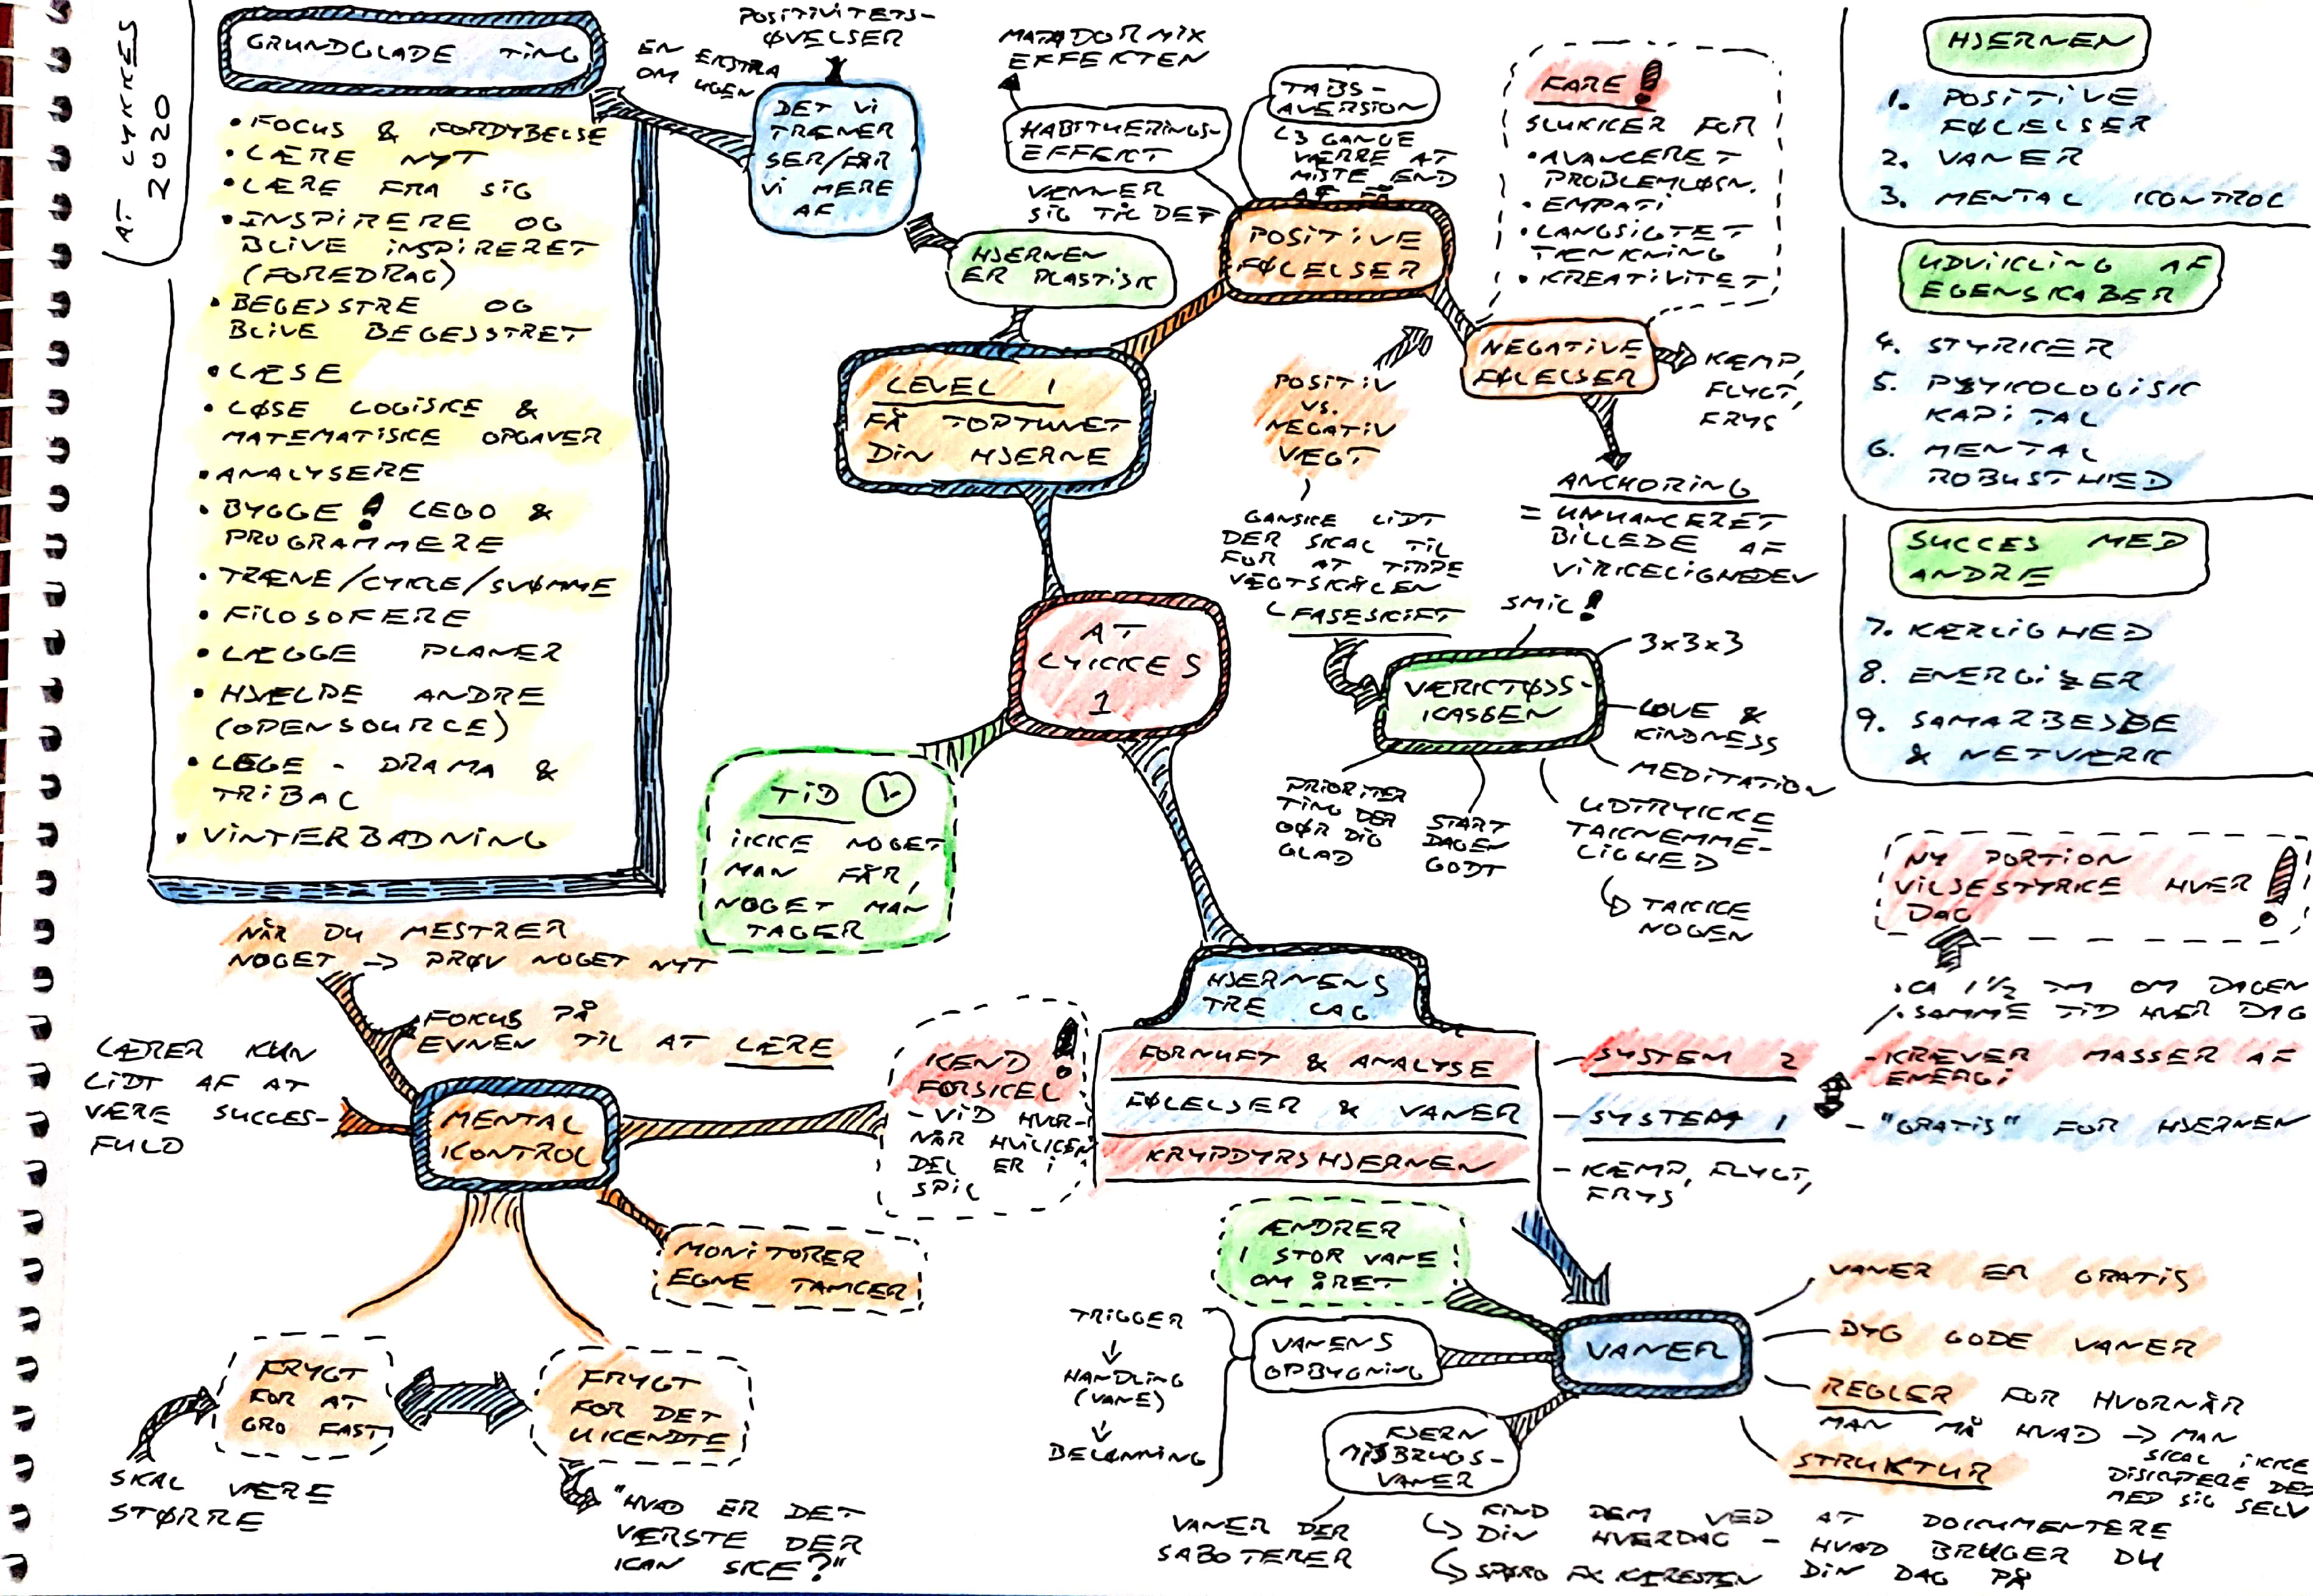 AT LYKKES
2020
GRUNDGLADE TING
• FOCUS & FORDYBELSE
• LÆRE NYT
• LÆRE FRA SIG
• INSPIRERE OG
BLIVE INSPIRERET
(FOREDRAG)
• BEGEJSTRE OG
BLIVE BEGEJSTRET
• LÆSE
• LØSE LOGISKE &
MATEMATISKE OPGAVER
• ANALYSERE
• BYGGE! LEGO &
PROGRAMMERE
• TRÆNE/CYKLE/SVØMME
• FILOSOFERE
• LÆGGE PLANER
• HJÆLPE ANDRE
(OPENSOURCE)
• LEGE - DRAMA &
TRIBAL
• VINTERBADNING
EN EKSTRA
OM UGEN
POSITIVITETS-
ØVELSER
DET VI
TRÆNER
SER/FÅR
VI MERE
AF
HJERNEN
ER PLASTISK
LEVEL 1
FÅ TOPTUNET
DIN HJERNE
MATADOR MIX
EFFEKTEN
HABITUERINGS-
EFFEKT
VÆNNER
SIG TIL DET
TABS-
AVERSION
3 GANGE
VÆRRE AT
MISTE END
AT FÅ
POSITIVE
FØLELSER
FARE!
SLUKKER FOR
• AVANCERET
PROBLEMLØSN.
• EMPATI
• LANGSIGTET
TÆNKNING
• KREATIVITET
NEGATIVE
FØLELSER
KÆMP,
FLYGT,
FRYS
ANCHORING
= UNUANCERET
BILLEDE AF
VIRKELIGHEDEN
POSITIV
VS.
NEGATIV
VÆGT
GANSKE LIDT
DER SKAL TIL
FOR AT TIPPE
VÆGTSKÅLEN
FASESKIFT
VÆRKTØJS-
KASSEN
SMIL!
3x3x3
LOVE &
KINDNESS
MEDITATION
UDTRYKKE
TAKNEMME-
LIGHED
TAKKE
NOGEN
START
DAGEN
GODT
PRIORITER
TING DER
GØR DIG
GLAD
HJERNEN
1. POSITIVE
FØLELSER
2. VANER
3. MENTAL KONTROL
UDVIKLING AF
EGENSKABER
4. STYRKER
5. PSYKOLOGISK
KAPITAL
6. MENTAL
ROBUSTHED
SUCCES MED
ANDRE
7. KÆRLIGHED
8. ENERGIZER
9. SAMARBEJDE
& NETVÆRK
AT
LYKKES
1
TID
IKKE NOGET
MAN FÅR,
NOGET MAN
TAGER
HJERNENS
TRE LAG
FORNUFT & ANALYSE
FØLELSER & VANER
KRYBDYRSHJERNEN
- SYSTEM 2
- SYSTEM 1
- KÆMP, FLYGT,
FRYS
- KRÆVER MASSER AF
ENERGI
- "GRATIS" FOR HJERNEN
NY PORTION
VILJESTYRKE HVER
DAG!
• CA 1 1/2 TM OM DAGEN
• SAMME TID HVER DAG
KEND!
FORSKEL
- VID HVOR-
NÅR HVILKEN
DEL ER I
SPIL
NÅR DU MESTRER
NOGET → PRØV NOGET NYT
FOKUS PÅ
EVNEN TIL AT LÆRE
LÆRER KUN
LIDT AF AT
VÆRE SUCCES-
FULD
MENTAL
KONTROL
MONITORER
EGNE TANKER
FRYGT
FOR AT
GRO FAST
FRYGT
FOR DET
UKENDTE
SKAL VÆRE
STØRRE
"HVAD ER DET
VÆRSTE DER
KAN SKE?"
ÆNDRER
1 STOR VANE
OM ÅRET
VANER
VANENS
OPBYGNING
TRIGGER
↓
HANDLING
(VANE)
↓
BELØNNING
FJERN
MISBRUGS-
VANER
VANER DER
SABOTERER
FIND DEM VED AT DOKUMENTERE
DIN HVERDAG - HVAD BRUGER DU
DIN DAG PÅ
SPØRG FX KÆRESTEN
VANER ER GRATIS
DYG GODE VANER
REGLER FOR HVORNÅR
MAN MÅ HVAD → MAN
SKAL IKKE
DISKUTERE DET
MED SIG SELV
STRUKTUR